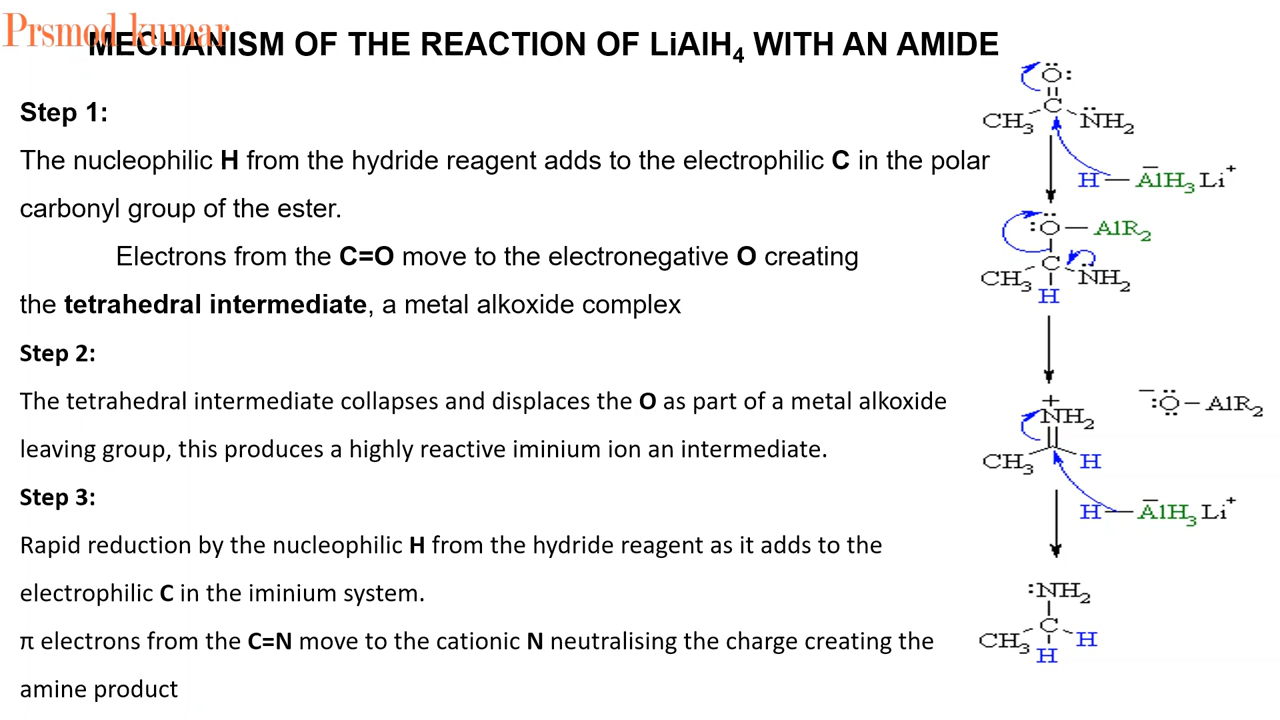 Prsmod kumar
MECHANISM OF THE REACTION OF LiAlH₄ WITH AN AMIDE
Step 1:
The nucleophilic H from the hydride reagent adds to the electrophilic C in the polar
carbonyl group of the ester.
Electrons from the C=O move to the electronegative O creating
the tetrahedral intermediate, a metal alkoxide complex
Step 2:
The tetrahedral intermediate collapses and displaces the O as part of a metal alkoxide
leaving group, this produces a highly reactive iminium ion an intermediate.
Step 3:
Rapid reduction by the nucleophilic H from the hydride reagent as it adds to the
electrophilic C in the iminium system.
π electrons from the C=N move to the cationic N neutralising the charge creating the
amine product
:O:
C
CH₃ NH₂
H — AlH₃ Li⁺
:O — AlR₂
C
CH₃ NH₂
H
+
NH₂
⁻:O — AlR₂
CH₃ H
H — AlH₃ Li⁺
:NH₂
C
CH₃ H
H